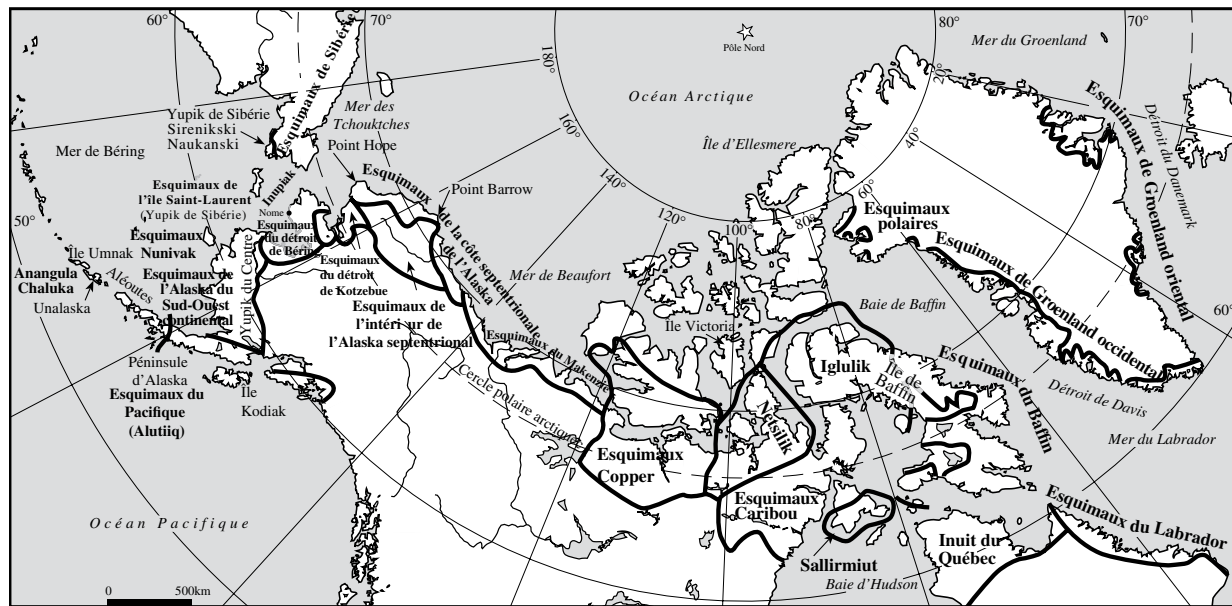 60°
70°
180°
160°
140°
120°
100°
80°
60°
40°
20°
80°
70°
60°
50°
Pôle Nord
Océan Arctique
Mer du Groenland
Détroit du Danemark
Esquimaux de Groenland oriental
Esquimaux de Sibérie
Yupik de Sibérie
Sirenikski
Naukanski
Mer des
Tchouktches
Point Hope
Mer de Béring
Inupiak
Esquimaux de
l'île Saint-Laurent
(Yupik de Sibérie)
Nome
Esquimaux
du détroit
de Bérin
Point Barrow
Esquimaux de la côte septentrionale
de l'Alaska
Île d'Ellesmere
Esquimaux
polaires
Esquimaux de Groenland occidental
Esquimaux
Nunivak
Île Umnak
Anangula
Chaluka
Aléoutes
Unalaska
Esquimaux de
l'Alaska du
Sud-Ouest
continental
Yupik du Centre
Esquimaux
du détroit
de Kotzebue
Esquimaux de
l'intéri ur de
l'Alaska septentrional
Mer de Beaufort
Esquimaux du Makenzie
Île Victoria
Baie de Baffin
Péninsule
d'Alaska
Esquimaux du
Pacifique
(Alutiiq)
Île
Kodiak
Cercle polaire arctique
Netsilik
Iglulik
Île de
Baffin
Esquimaux du Baffin
Détroit de Davis
Mer du Labrador
Esquimaux
Copper
Esquimaux
Caribou
Sallirmiut
Baie d'Hudson
Inuit du
Québec
Esquimaux du Labrador
Océan Pacifique
0 500km